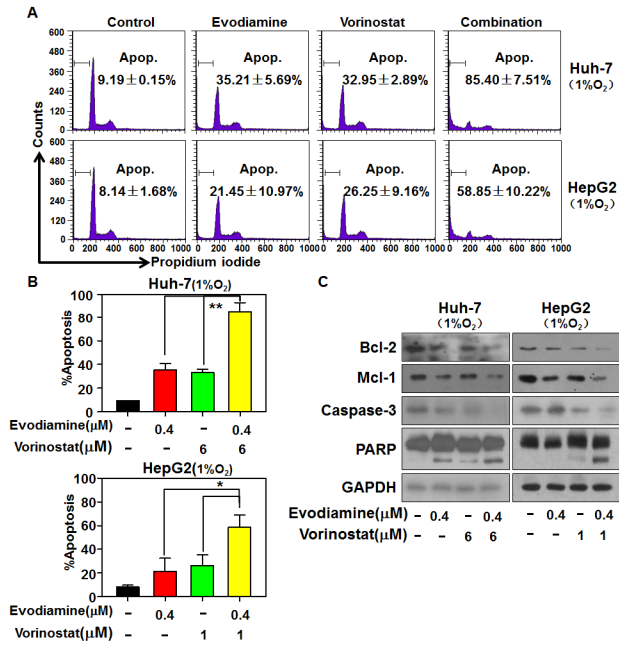 A
Control Evodiamine Vorinostat Combination
600
480
360
240
120
0
Apop. Apop. Apop. Apop.
9.19±0.15% 35.21±5.69% 32.95±2.89% 85.40±7.51%
Huh-7
(1%O₂)
Counts
600
480
360
240
120
0
Apop. Apop. Apop. Apop.
8.14±1.68% 21.45±10.97% 26.25±9.16% 58.85±10.22%
HepG2
(1%O₂)
0 200 400 600 800 1000 0 200 400 600 800 1000 0 200 400 600 800 1000 0 200 400 600 800 1000
Propidium iodide
B
Huh-7(1%O₂)
%Apoptosis
100
80
60
40
20
0
**
Evodiamine(μM) – 0.4 – 0.4
Vorinostat(μM) – – 6 6
HepG2(1%O₂)
%Apoptosis
100
80
60
40
20
0
*
Evodiamine(μM) – 0.4 – 0.4
Vorinostat(μM) – – 1 1
C
Huh-7 HepG2
(1%O₂) (1%O₂)
Bcl-2
Mcl-1
Caspase-3
PARP
GAPDH
Evodiamine(μM) – 0.4 – 0.4 – 0.4 – 0.4
Vorinostat(μM) – – 6 6 – – 1 1